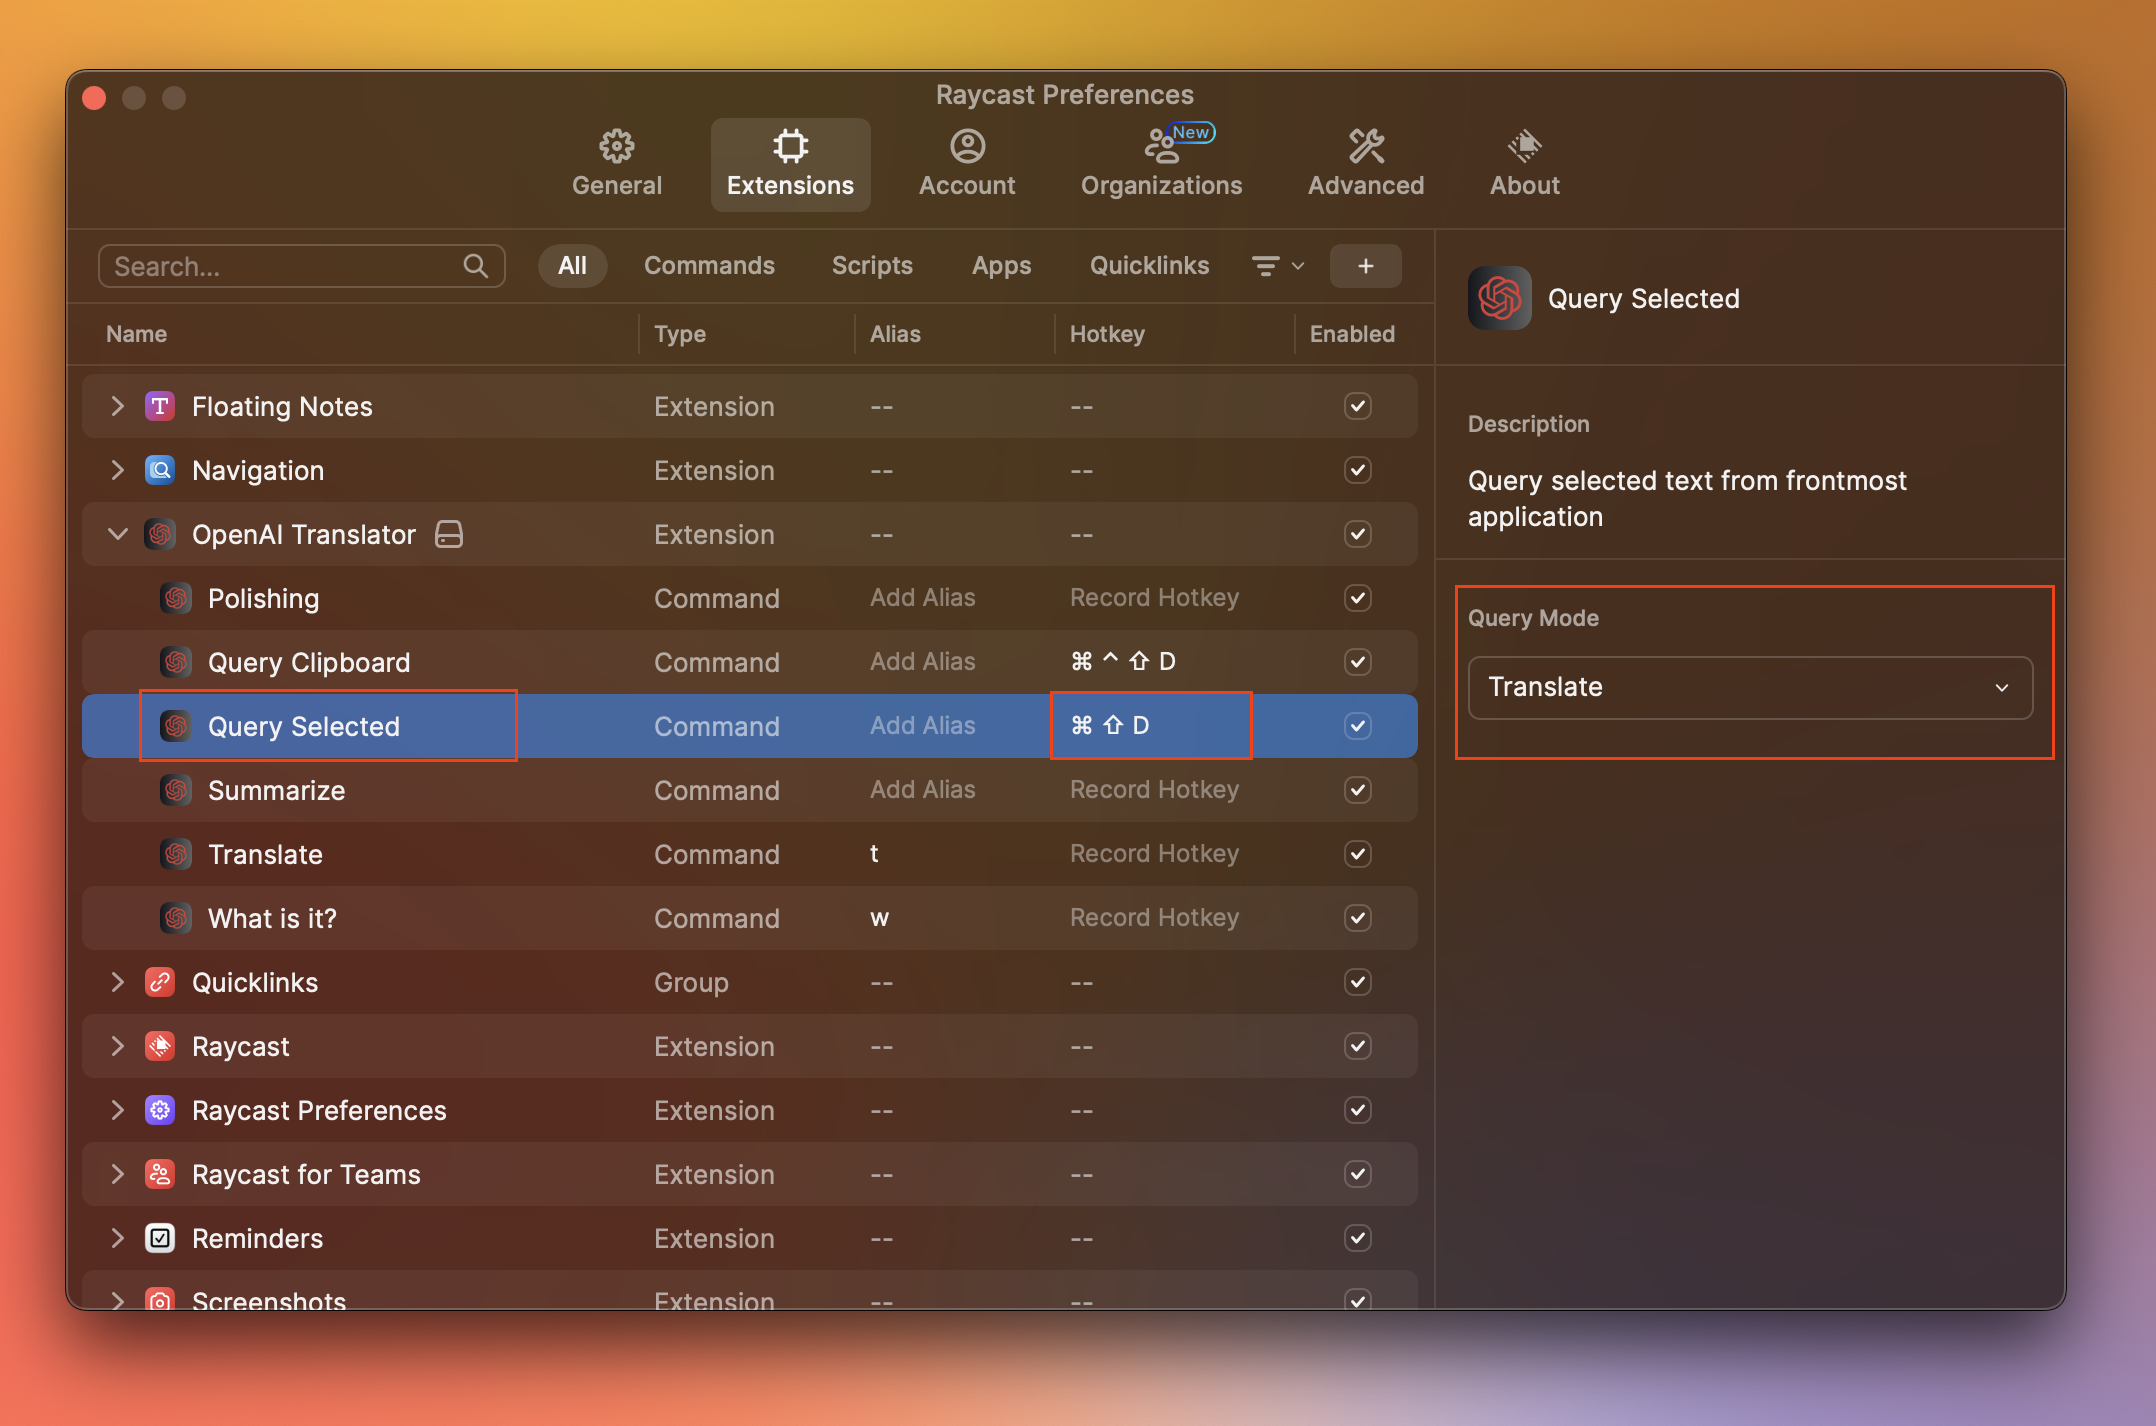 Raycast Preferences
General
Extensions
Account
New
Organizations
Advanced
About
Search...
All
Commands
Scripts
Apps
Quicklinks
+
Name Type Alias Hotkey Enabled
Floating Notes Extension -- --
Navigation Extension -- --
OpenAI Translator Extension -- --
Polishing Command Add Alias Record Hotkey
Query Clipboard Command Add Alias ⌘ ^ ⇧ D
Query Selected Command Add Alias ⌘ ⇧ D
Summarize Command Add Alias Record Hotkey
Translate Command t Record Hotkey
What is it? Command w Record Hotkey
Quicklinks Group -- --
Raycast Extension -- --
Raycast Preferences Extension -- --
Raycast for Teams Extension -- --
Reminders Extension -- --
Screenshots Extension -- --
Query Selected
Description
Query selected text from frontmost
application
Query Mode
Translate